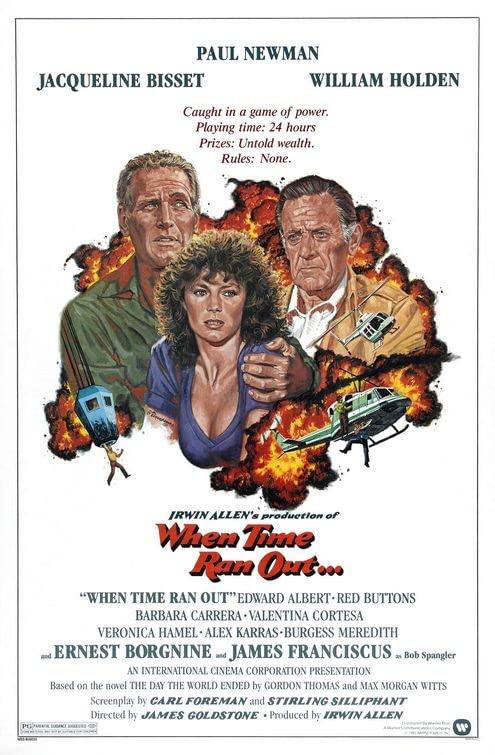 PAUL NEWMAN
JACQUELINE BISSET WILLIAM HOLDEN
Caught in a game of power.
Playing time: 24 hours
Prizes: Untold wealth.
Rules: None.
IRWIN ALLEN's production of
When Time
Ran Out...
"WHEN TIME RAN OUT" EDWARD ALBERT • RED BUTTONS
BARBARA CARRERA • VALENTINA CORTESA
VERONICA HAMEL • ALEX KARRAS • BURGESS MEREDITH
and ERNEST BORGNINE and JAMES FRANCISCUS as Bob Spangler
AN INTERNATIONAL CINEMA CORPORATION PRESENTATION
Based on the novel THE DAY THE WORLD ENDED by GORDON THOMAS and MAX MORGAN WITTS
Screenplay by CARL FOREMAN and STIRLING SILLIPHANT
Directed by JAMES GOLDSTONE • Produced by IRWIN ALLEN
PG PARENTAL GUIDANCE SUGGESTED